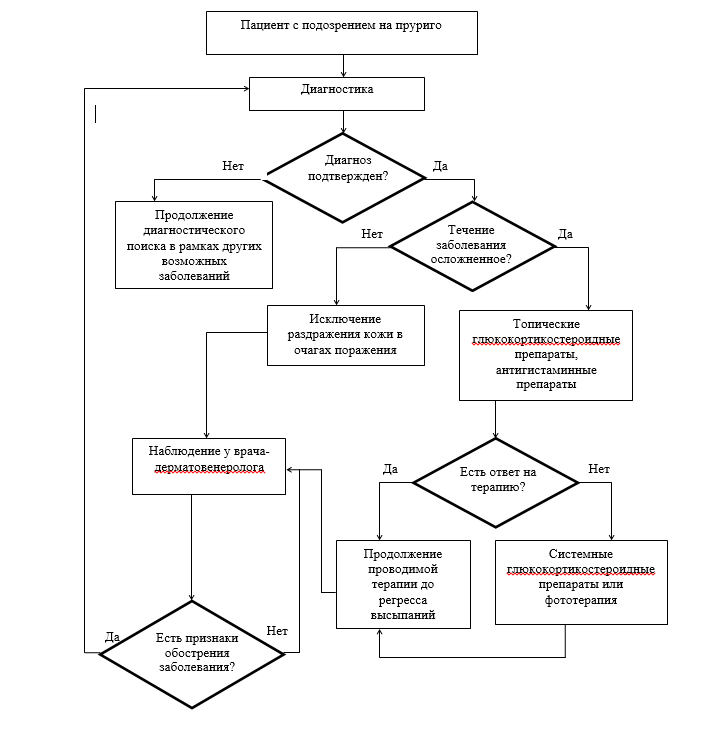 Пациент с подозрением на пруриго
Диагностика
Диагноз
подтвержден?
Нет
Да
Продолжение
диагностического
поиска в рамках других
возможных
заболеваний
Течение
заболевания
осложненное?
Нет
Да
Исключение
раздражения кожи в
очагах поражения
Топические
глюкокортикостероидные
препараты,
антигистаминные
препараты
Наблюдение у врача-
дерматовенеролога
Есть ответ на
терапию?
Да
Нет
Продолжение
проводимой
терапии до
регресса
высыпаний
Системные
глюкокортикостероидные
препараты или
фототерапия
Есть признаки
обострения
заболевания?
Да
Нет